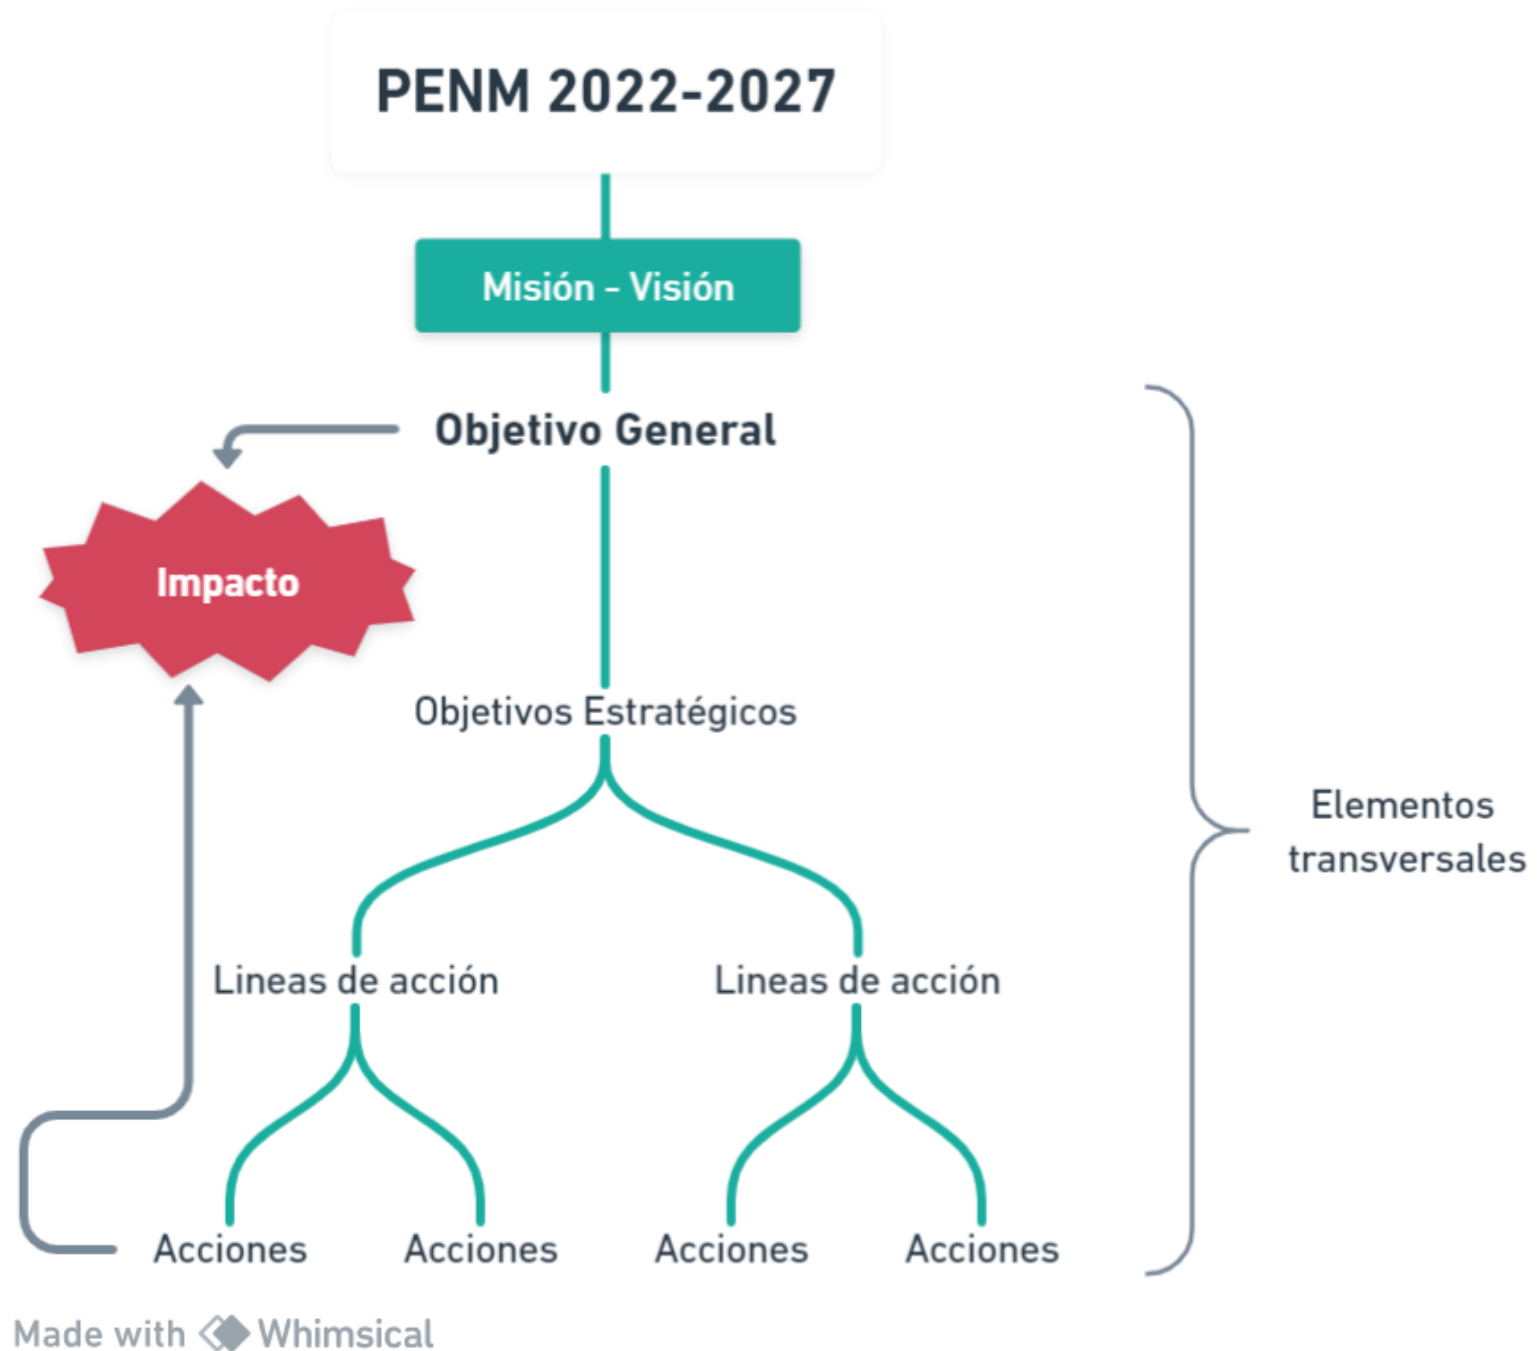 PENM 2022-2027
Misión - Visión
Objetivo General
Impacto
Objetivos Estratégicos
Elementos
transversales
Lineas de acción
Lineas de acción
Acciones
Acciones
Acciones
Acciones
Made with Whimsical